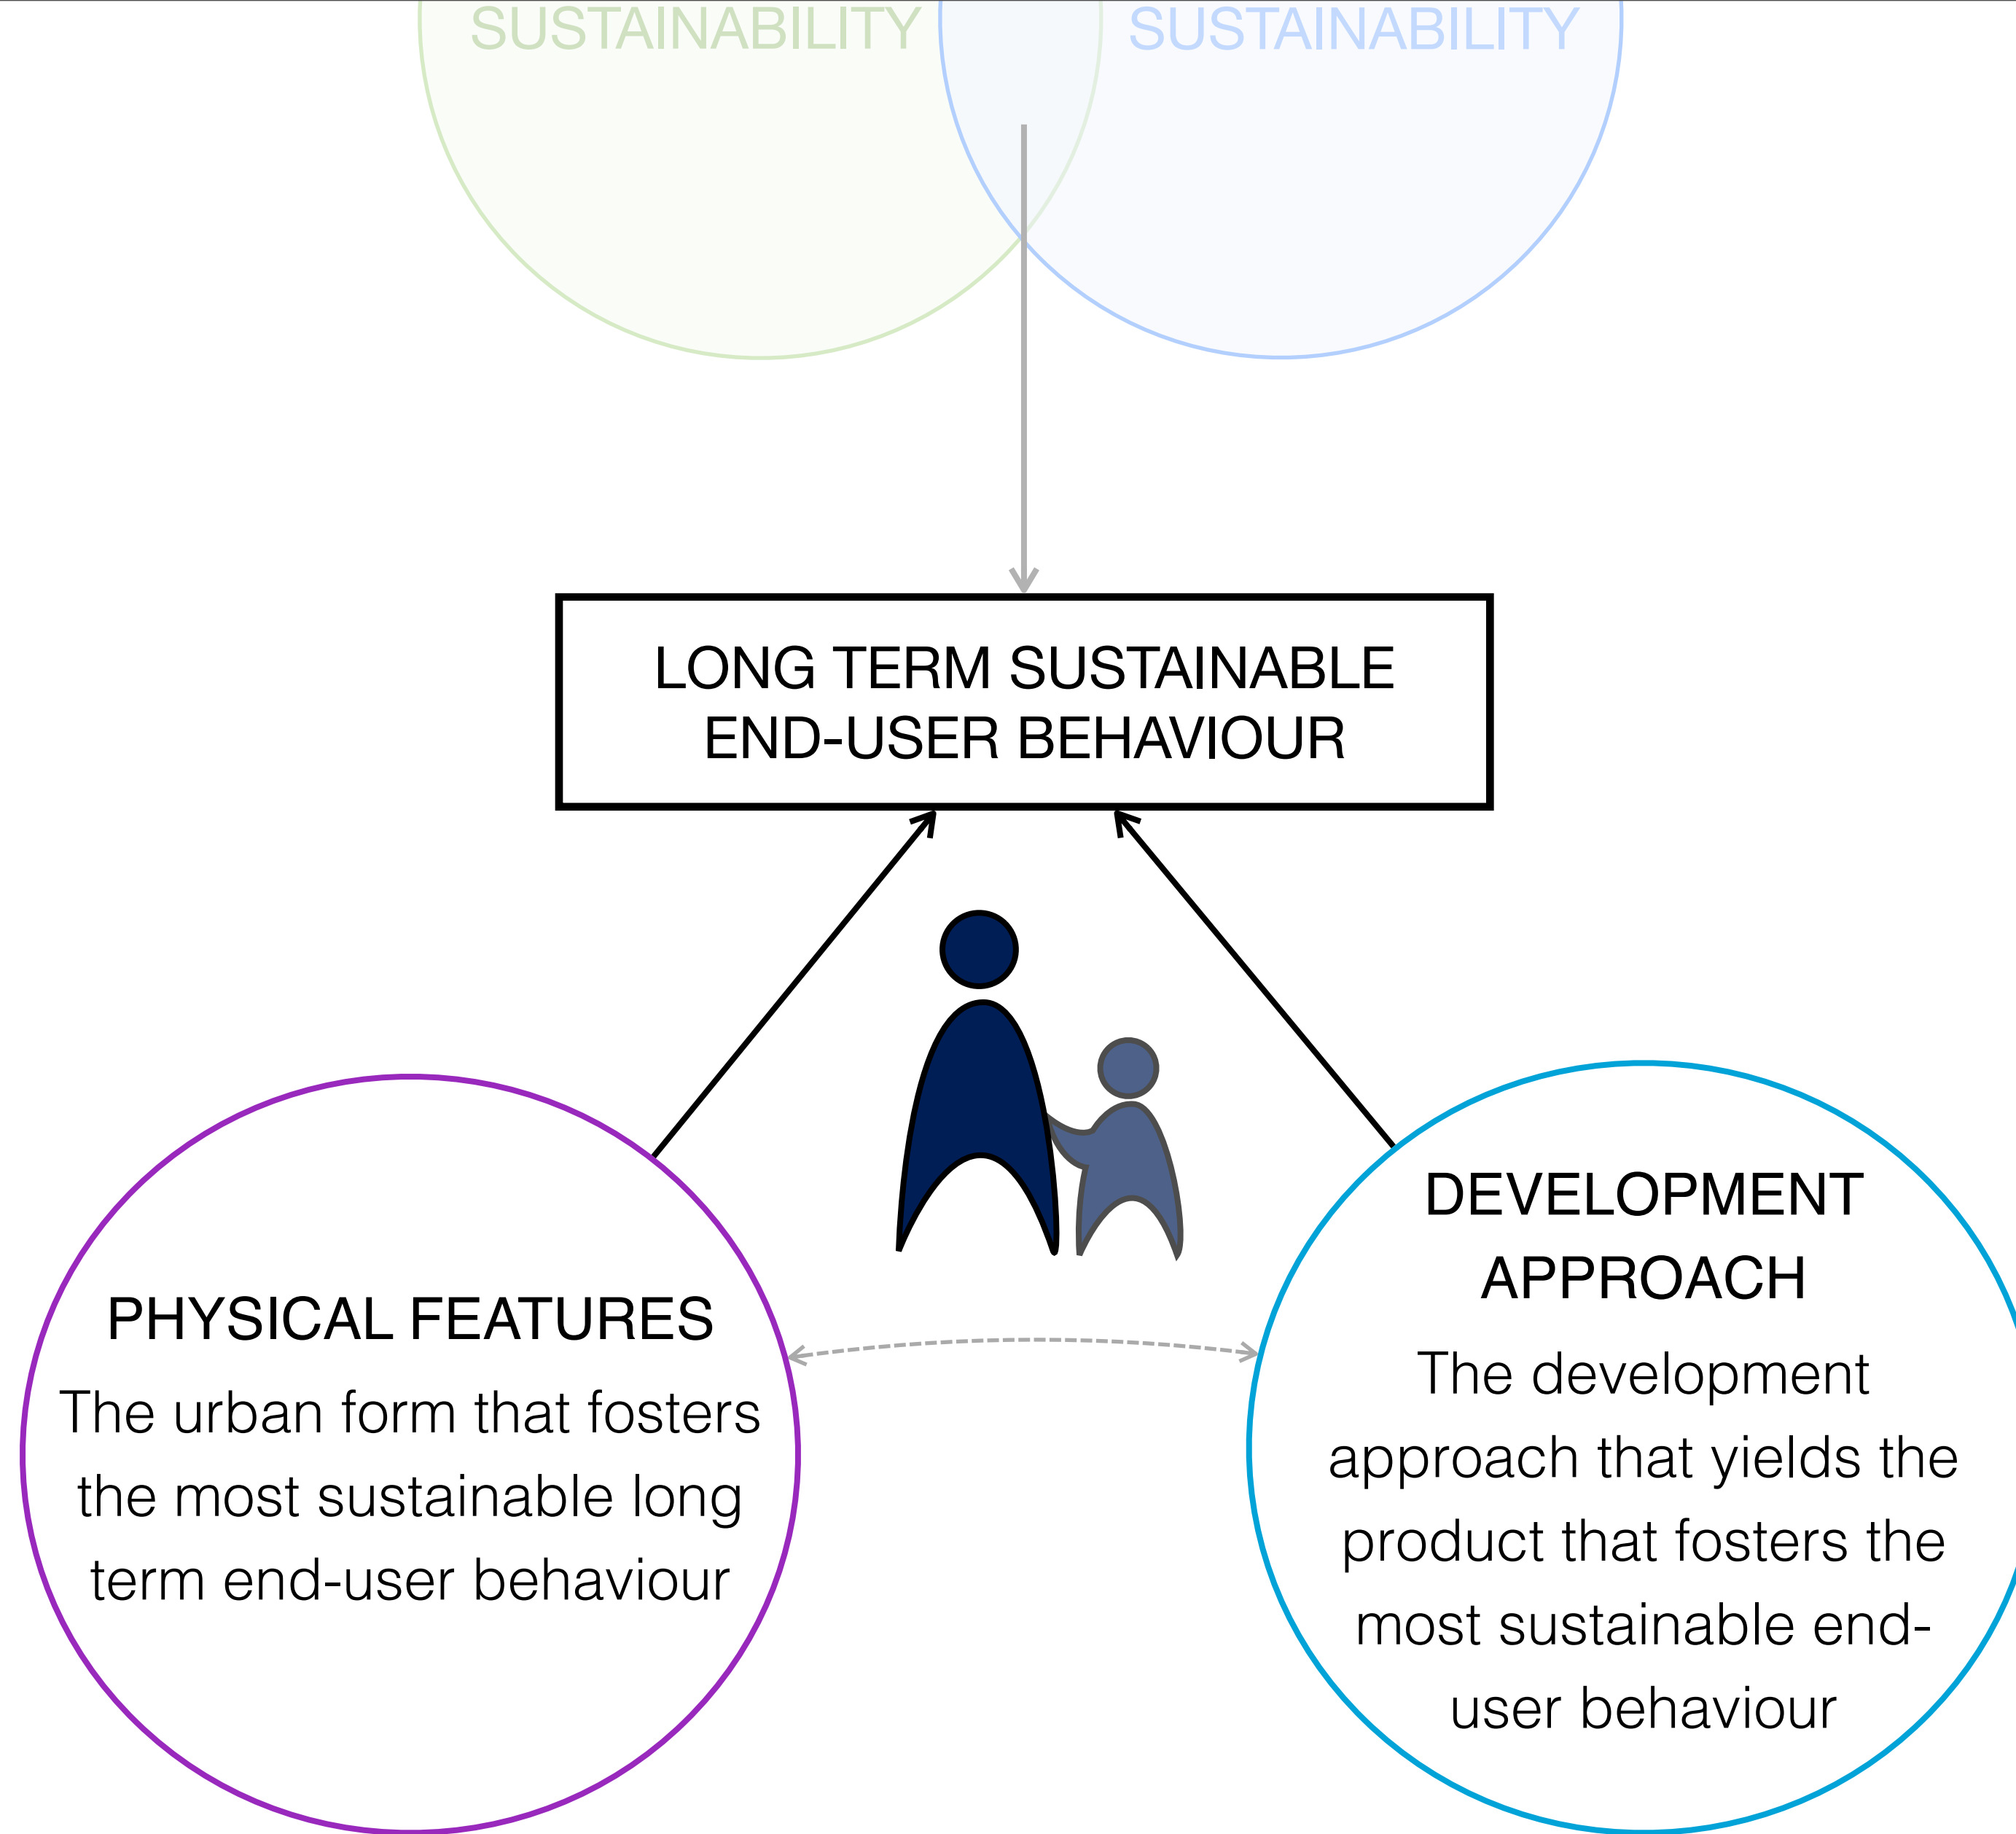 SUSTAINABILITY SUSTAINABILITY
LONG TERM SUSTAINABLE
END-USER BEHAVIOUR
PHYSICAL FEATURES
The urban form that fosters
the most sustainable long
term end-user behaviour
DEVELOPMENT
APPROACH
The development
approach that yields the
product that fosters the
most sustainable end-
user behaviour